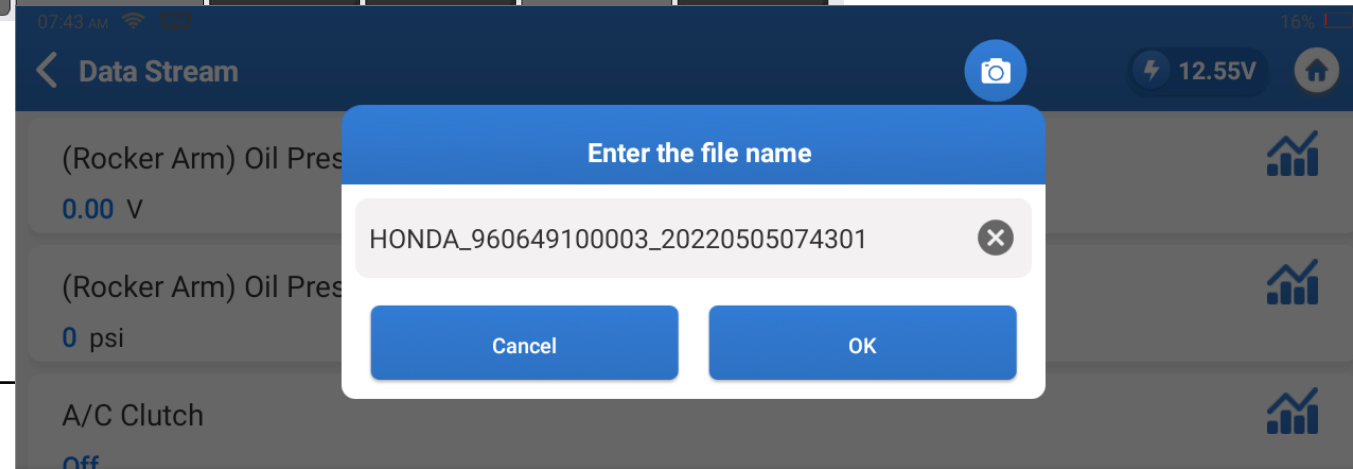 07:43 AM
16%
Data Stream
12.55V
Enter the file name
(Rocker Arm) Oil Pres
0.00 V
HONDA_960649100003_20220505074301
(Rocker Arm) Oil Pres
0 psi
Cancel
OK
A/C Clutch
Off